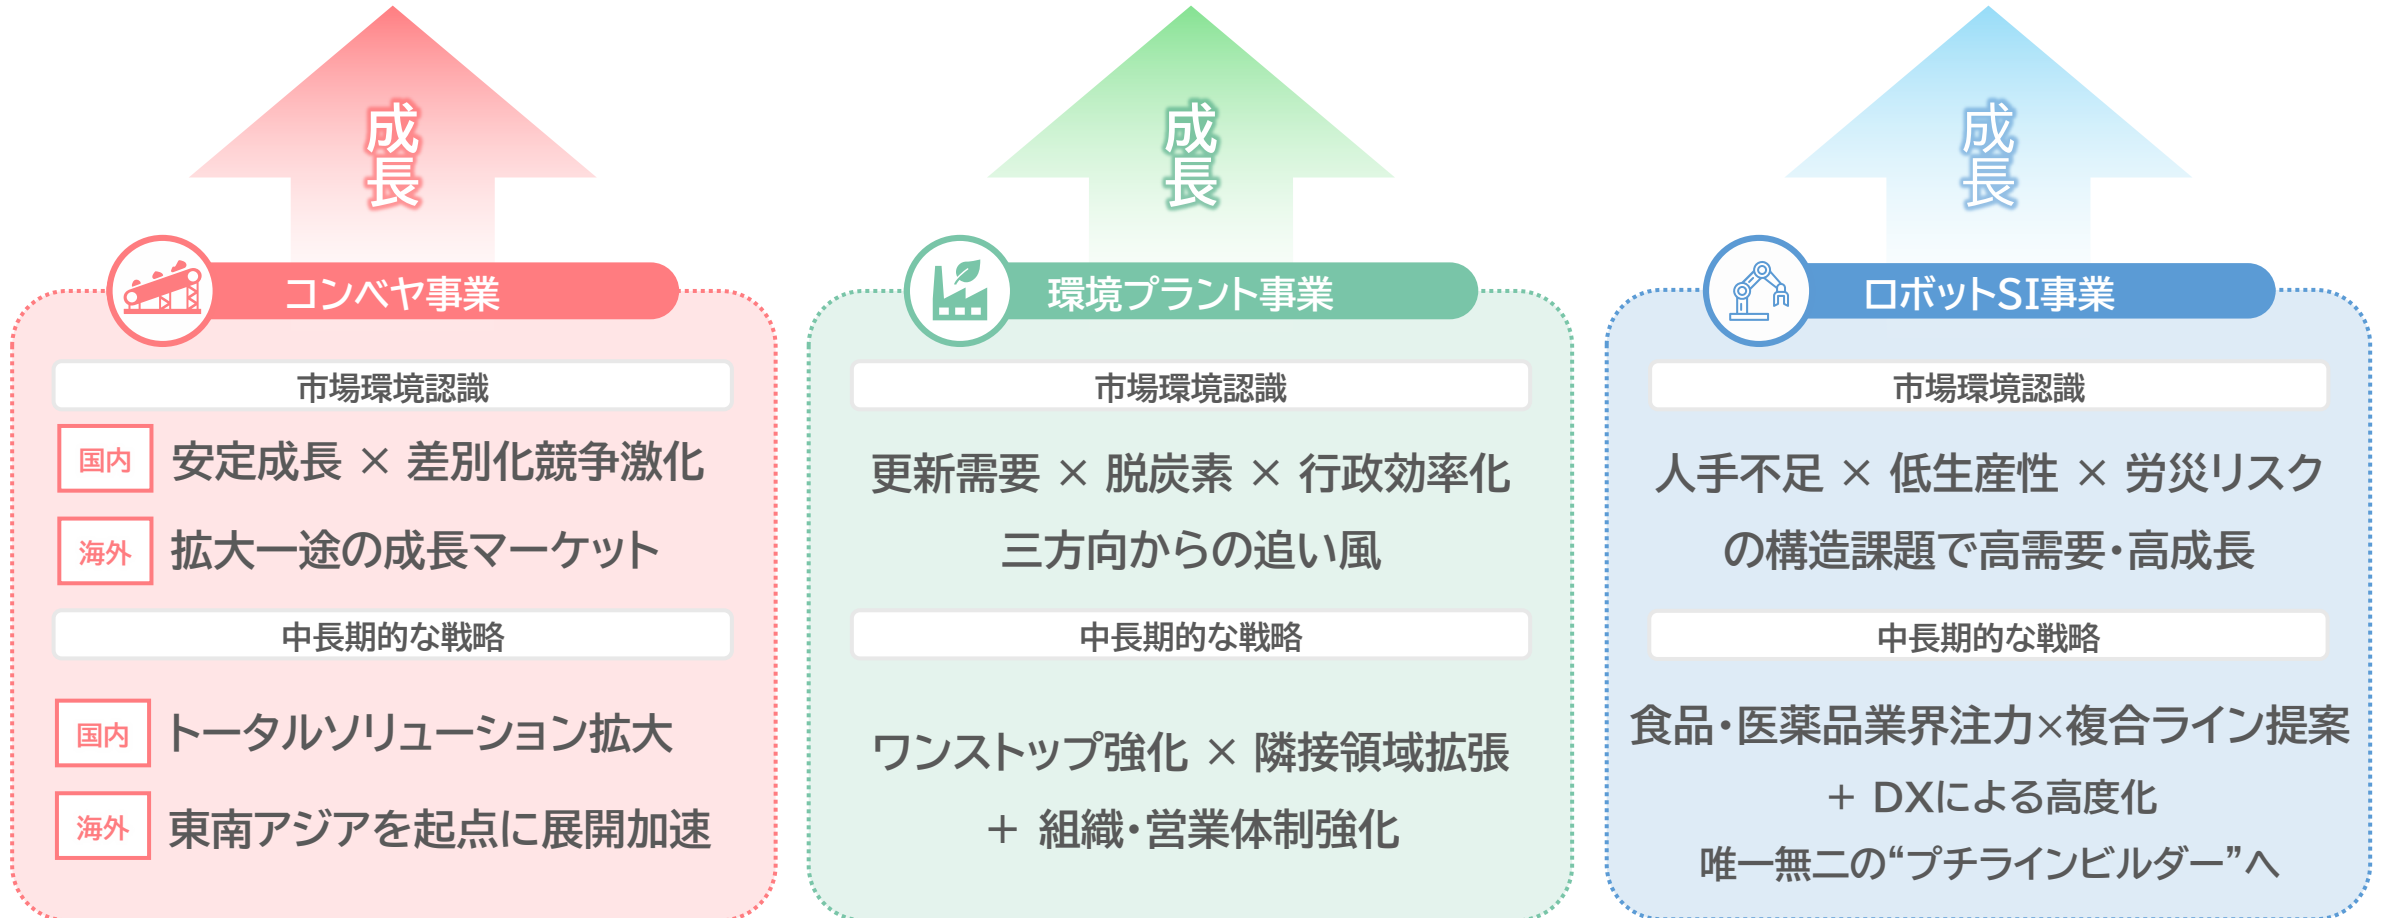 成長
コンベヤ事業
市場環境認識
国内 安定成長 × 差別化競争激化
海外 拡大一途の成長マーケット
中長期的な戦略
国内 トータルソリューション拡大
海外 東南アジアを起点に展開加速
成長
環境プラント事業
市場環境認識
更新需要 × 脱炭素 × 行政効率化
三方向からの追い風
中長期的な戦略
ワンストップ強化 × 隣接領域拡張
＋ 組織・営業体制強化
成長
ロボットSI事業
市場環境認識
人手不足 × 低生産性 × 労災リスク
の構造課題で高需要・高成長
中長期的な戦略
食品・医薬品業界注力×複合ライン提案
＋ DXによる高度化
唯一無二の“プチラインビルダー”へ